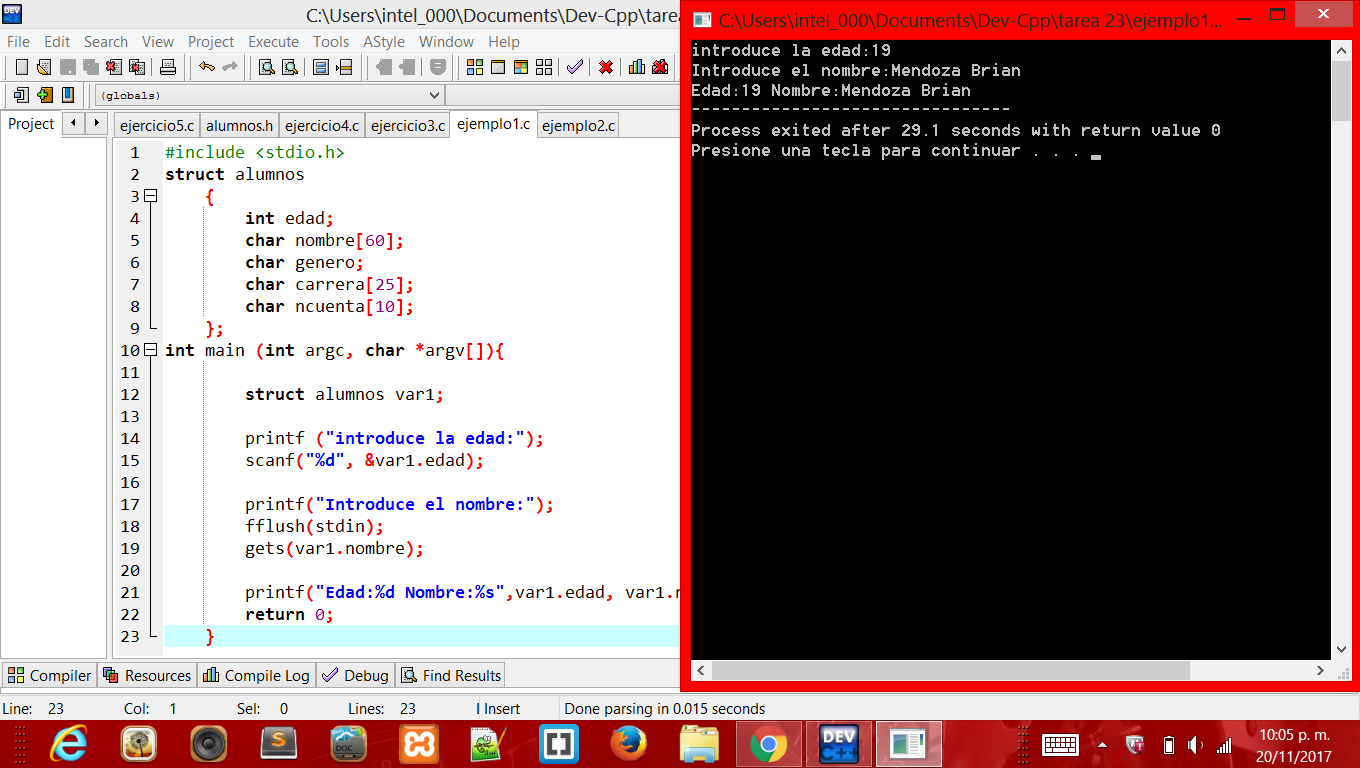 C:\Users\intel_000\Documents\Dev-Cpp\tarea
File Edit Search View Project Execute Tools AStyle Window Help
(globals)
Project
ejercicio5.c alumnos.h ejercicio4.c ejercicio3.c ejemplo1.c ejemplo2.c
1 #include <stdio.h>
2 struct alumnos
3 {
4 int edad;
5 char nombre[60];
6 char genero;
7 char carrera[25];
8 char ncuenta[10];
9 };
10 int main (int argc, char *argv[]){
11
12 struct alumnos var1;
13
14 printf ("introduce la edad:");
15 scanf("%d", &var1.edad);
16
17 printf("Introduce el nombre:");
18 fflush(stdin);
19 gets(var1.nombre);
20
21 printf("Edad:%d Nombre:%s",var1.edad, var1.n
22 return 0;
23 }
Compiler Resources Compile Log Debug Find Results
Line: 23 Col: 1 Sel: 0 Lines: 23 Insert Done parsing in 0.015 seconds
C:\Users\intel_000\Documents\Dev-Cpp\tarea 23\ejemplo1...
introduce la edad:19
Introduce el nombre:Mendoza Brian
Edad:19 Nombre:Mendoza Brian
--------------------------------
Process exited after 29.1 seconds with return value 0
Presione una tecla para continuar . . .
DEV
S
DOC
DEV
C++
10:05 p. m.
20/11/2017